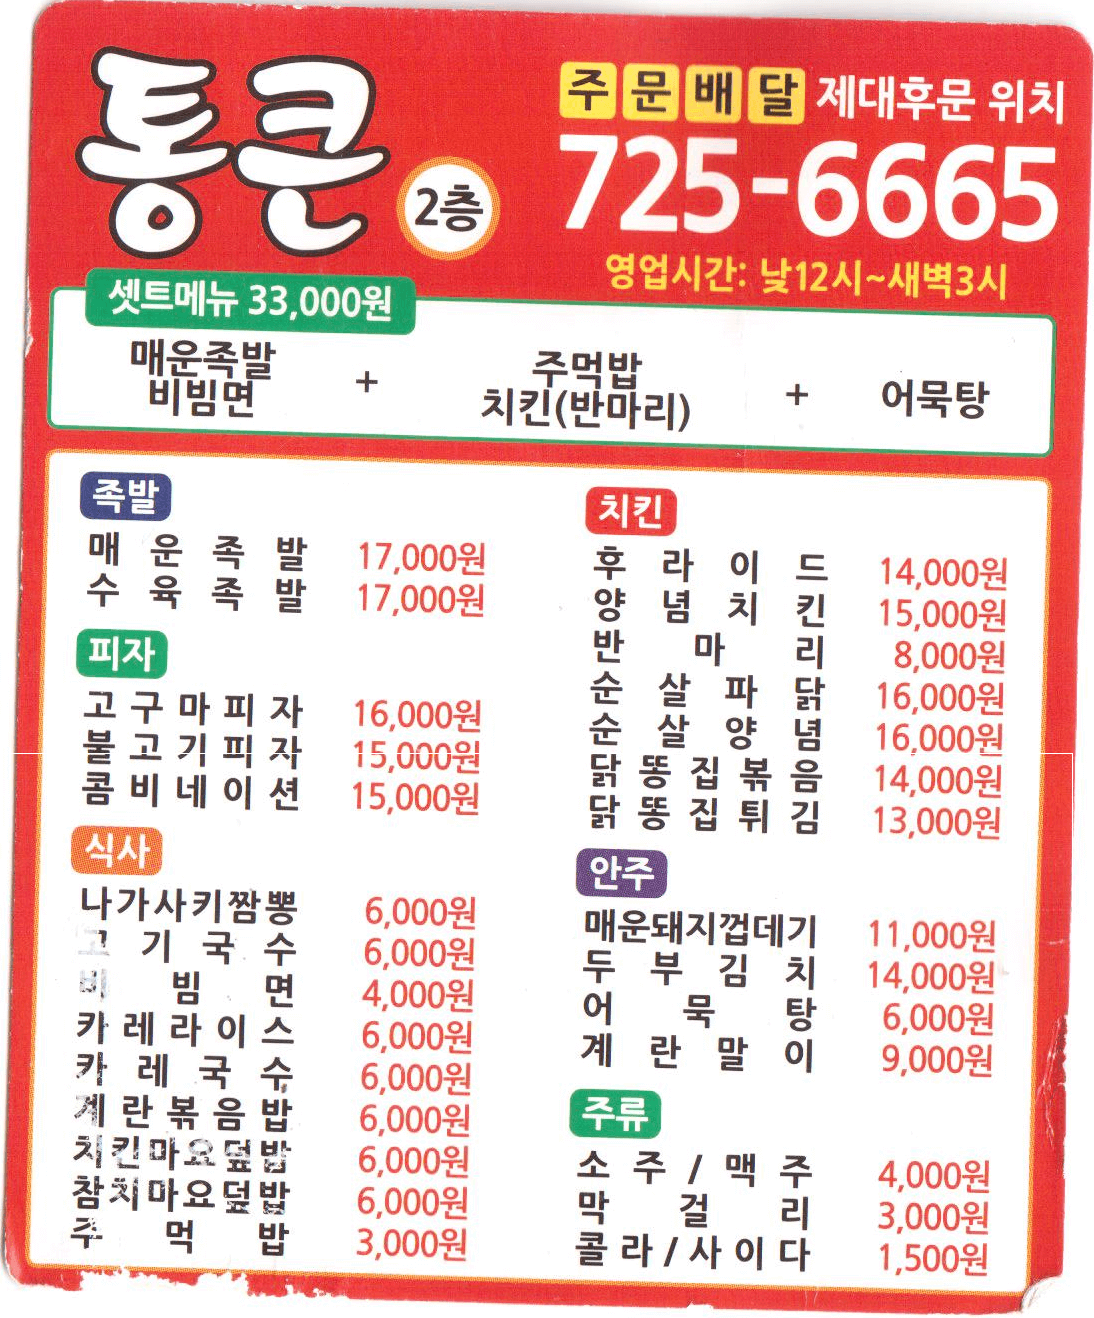 통큰
2층
주문배달 제대후문 위치
725-6665
영업시간: 낮12시~새벽3시
셋트메뉴 33,000원
매운족발
비빔면
+
주먹밥
치킨(반마리)
+
어묵탕
족발
매운족발 17,000원
수육족발 17,000원
피자
고구마피자 16,000원
불고기피자 15,000원
콤비네이션 15,000원
식사
나가사키짬뽕 6,000원
고기국수 6,000원
비빔면 4,000원
카레라이스 6,000원
카레국수 6,000원
계란볶음밥 6,000원
치킨마요덮밥 6,000원
참치마요덮밥 6,000원
주먹밥 3,000원
치킨
후라이드 14,000원
양념치킨 15,000원
반마리 8,000원
순살파닭 16,000원
순살양념 16,000원
닭똥집볶음 14,000원
닭똥집튀김 13,000원
안주
매운돼지껍데기 11,000원
두부김치 14,000원
어묵탕 6,000원
계란말이 9,000원
주류
소주/맥주 4,000원
막걸리 3,000원
콜라/사이다 1,500원